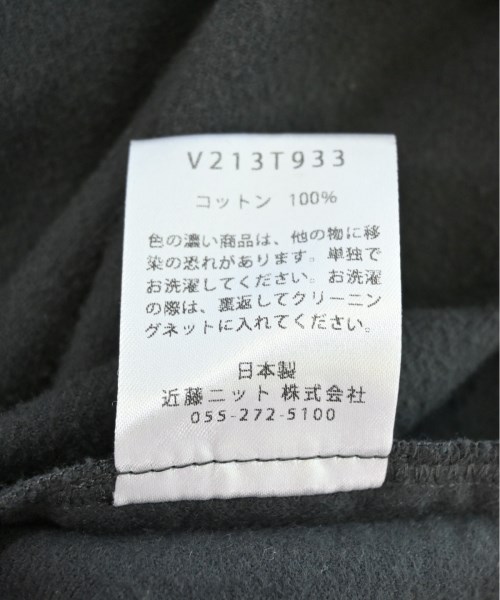 V213T933
コットン 100%
色の濃い商品は、他の物に移
染の恐れがあります。単独で
お洗濯してください。お洗濯
の際は、裏返してクリーニン
グネットに入れてください。
日本製
近藤ニット 株式会社
055-272-5100